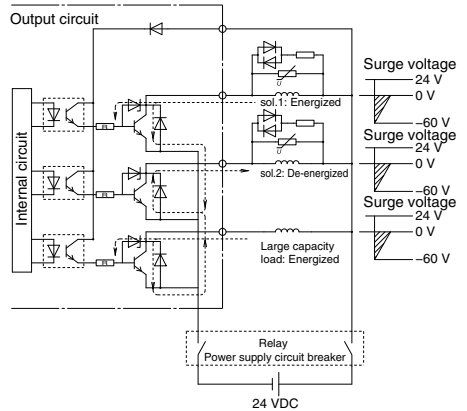 Output circuit
Internal circuit
sol.1: Energized
sol.2: De-energized
Large capacity
load: Energized
Surge voltage
24 V
0 V
−60 V
Surge voltage
24 V
0 V
−60 V
Surge voltage
24 V
0 V
−60 V
Relay
Power supply circuit breaker
24 VDC